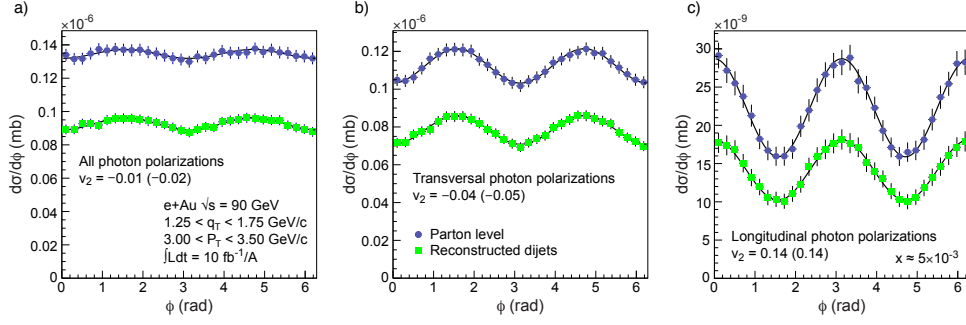 a)
×10⁻⁶
0.14
0.12
0.1
0.08
0.06
0.04
0.02
0
dσ/dϕ (mb)
All photon polarizations
v₂ = −0.01 (−0.02)
e+Au √s = 90 GeV
1.25 < q_T < 1.75 GeV/c
3.00 < P_T < 3.50 GeV/c
∫Ldt = 10 fb⁻¹/A
0 1 2 3 4 5 6
ϕ (rad)
b)
×10⁻⁶
0.12
0.1
0.08
0.06
0.04
0.02
0
dσ/dϕ (mb)
Transversal photon polarizations
v₂ = −0.04 (−0.05)
Parton level
Reconstructed dijets
0 1 2 3 4 5 6
ϕ (rad)
c)
×10⁻⁹
30
25
20
15
10
5
0
dσ/dϕ (mb)
Longitudinal photon polarizations
v₂ = 0.14 (0.14)
x ≈ 5×10⁻³
0 1 2 3 4 5 6
ϕ (rad)